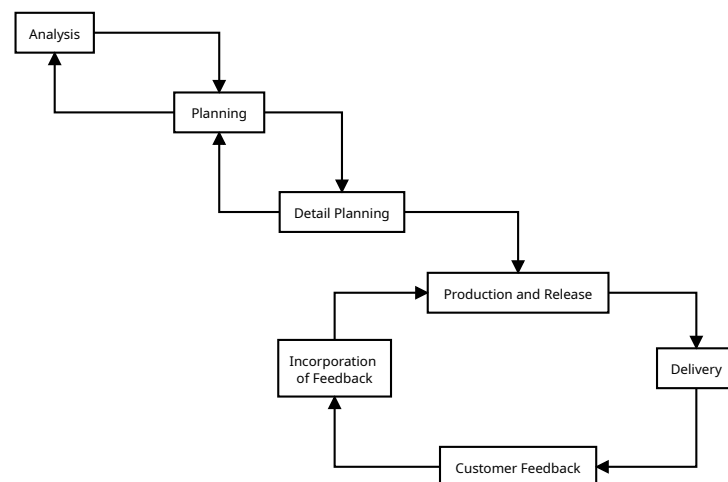 Analysis
Planning
Detail Planning
Production and Release
Incorporation
of Feedback
Delivery
Customer Feedback